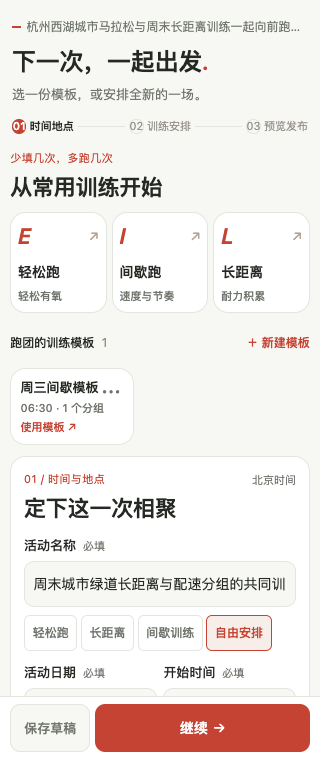 杭州西湖城市马拉松与周末长距离训练一起向前跑...
下一次，一起出发.
选一份模板，或安排全新的一场。
01 时间地点 02 训练安排 03 预览发布
少填几次，多跑几次
从常用训练开始
E ↗ I ↗ L ↗
轻松跑 间歇跑 长距离
轻松有氧 速度与节奏 耐力积累
跑团的训练模板 1 + 新建模板
周三间歇模板 ...
06:30 · 1 个分组
使用模板 ↗
01 / 时间与地点 北京时间
定下这一次相聚
活动名称 必填
周末城市绿道长距离与配速分组的共同训
轻松跑 长距离 间歇训练 自由安排
活动日期 必填 开始时间 必填
保存草稿 继续 →